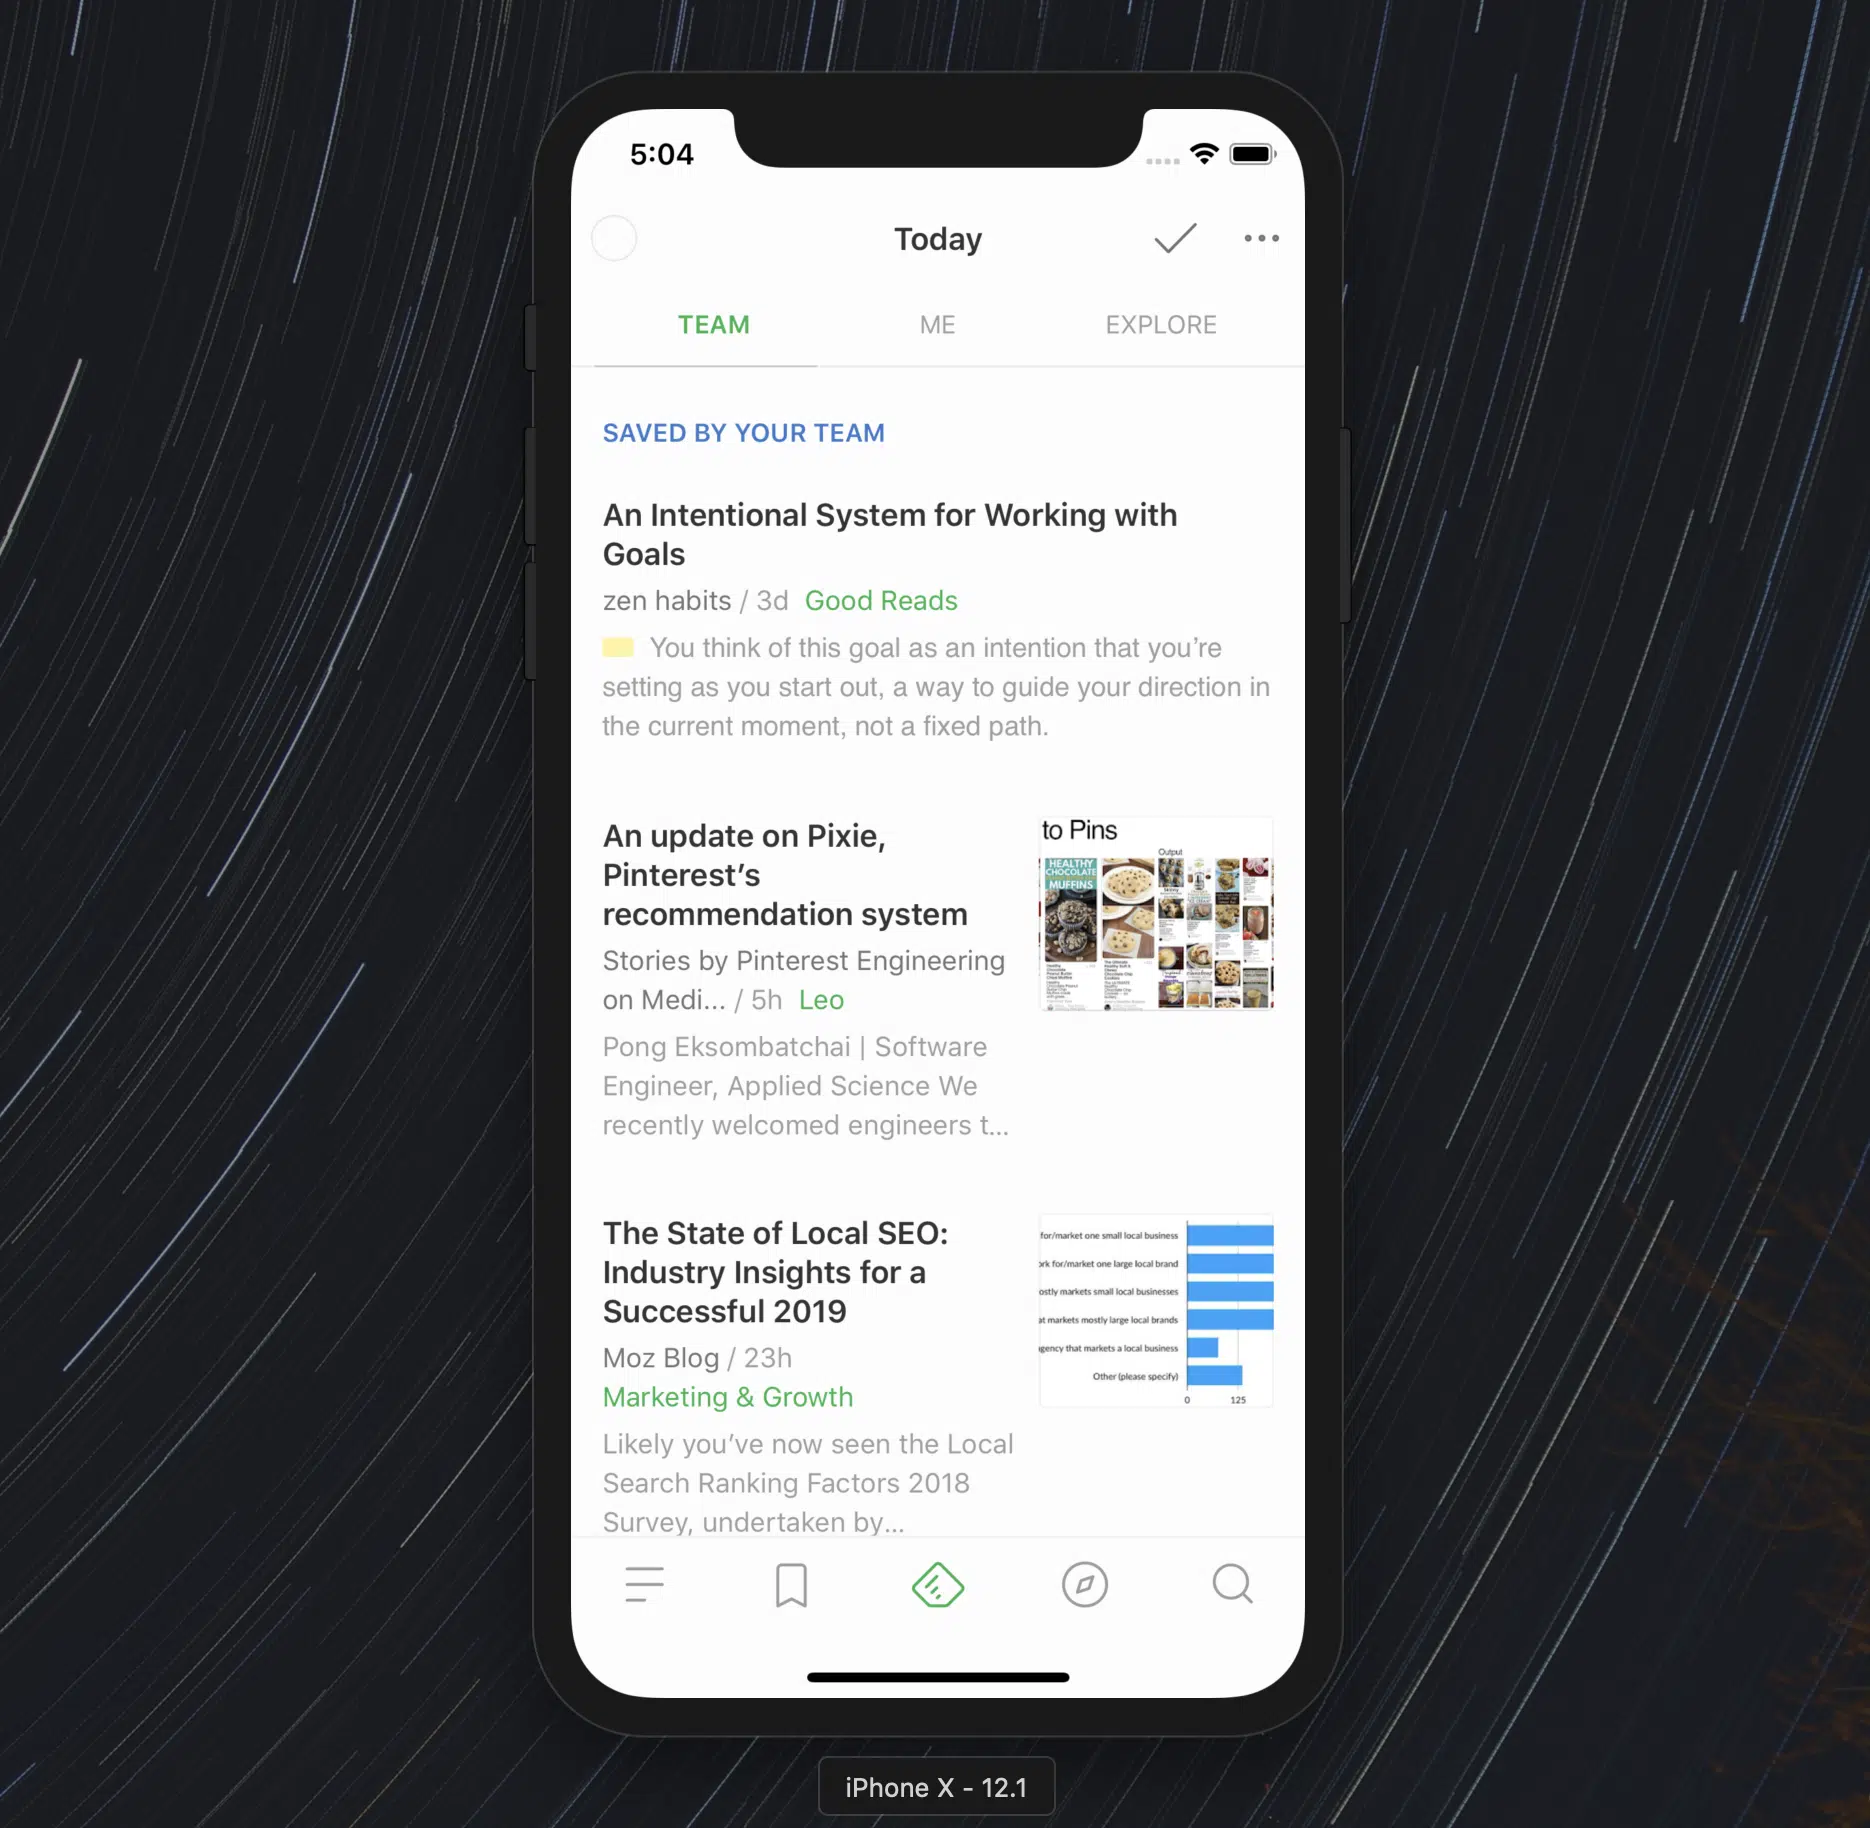 5:04
Today
TEAM
ME
EXPLORE
SAVED BY YOUR TEAM
An Intentional System for Working with
Goals
zen habits / 3d Good Reads
You think of this goal as an intention that you’re
setting as you start out, a way to guide your direction in
the current moment, not a fixed path.
An update on Pixie,
Pinterest’s
recommendation system
Stories by Pinterest Engineering
on Medi... / 5h Leo
Pong Eksombatchai | Software
Engineer, Applied Science We
recently welcomed engineers t...
to Pins
Output
HEALTHY
CHOCOLATE
MUFFINS
The State of Local SEO:
Industry Insights for a
Successful 2019
Moz Blog / 23h
Marketing & Growth
Likely you’ve now seen the Local
Search Ranking Factors 2018
Survey, undertaken by...
for/market one small local business
rk for/market one large local brand
ostly markets small local businesses
at markets mostly large local brands
gency that markets a local business
Other (please specify)
0 125
iPhone X - 12.1